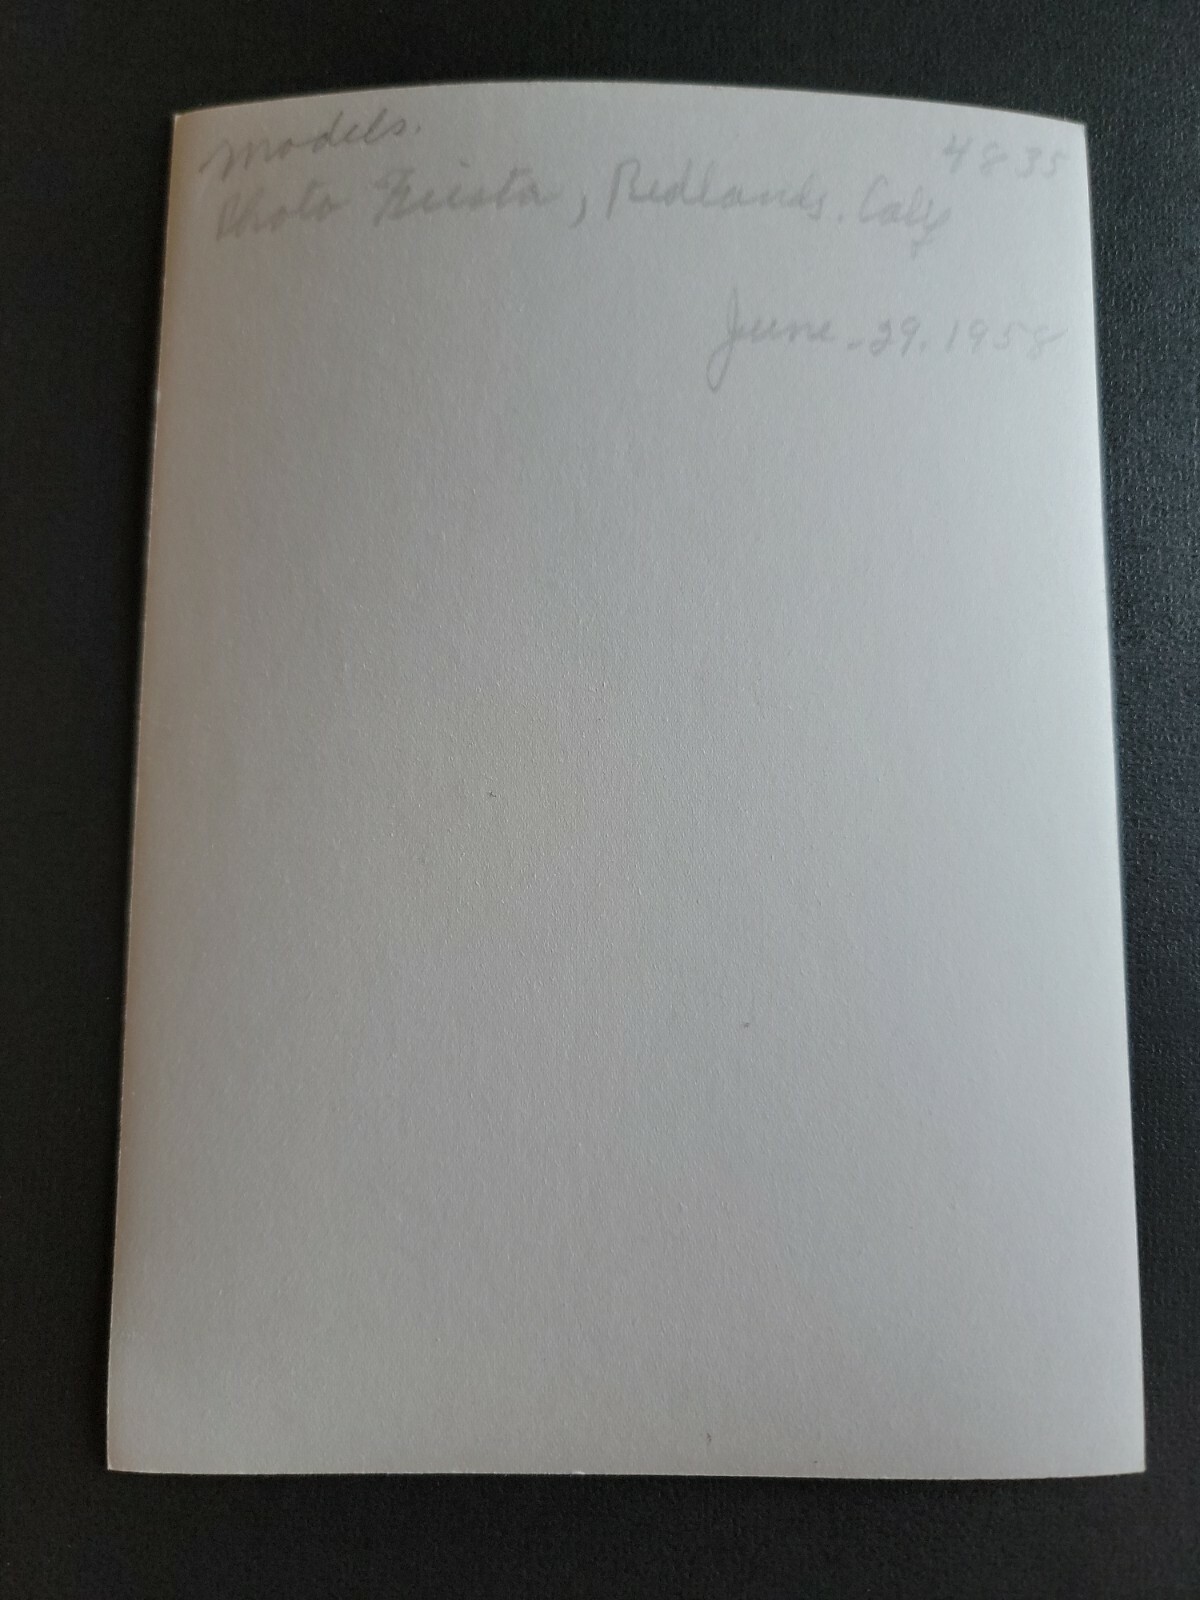 Models.
4835
Photo Fiesta, Redlands. Calif
June-29.1958